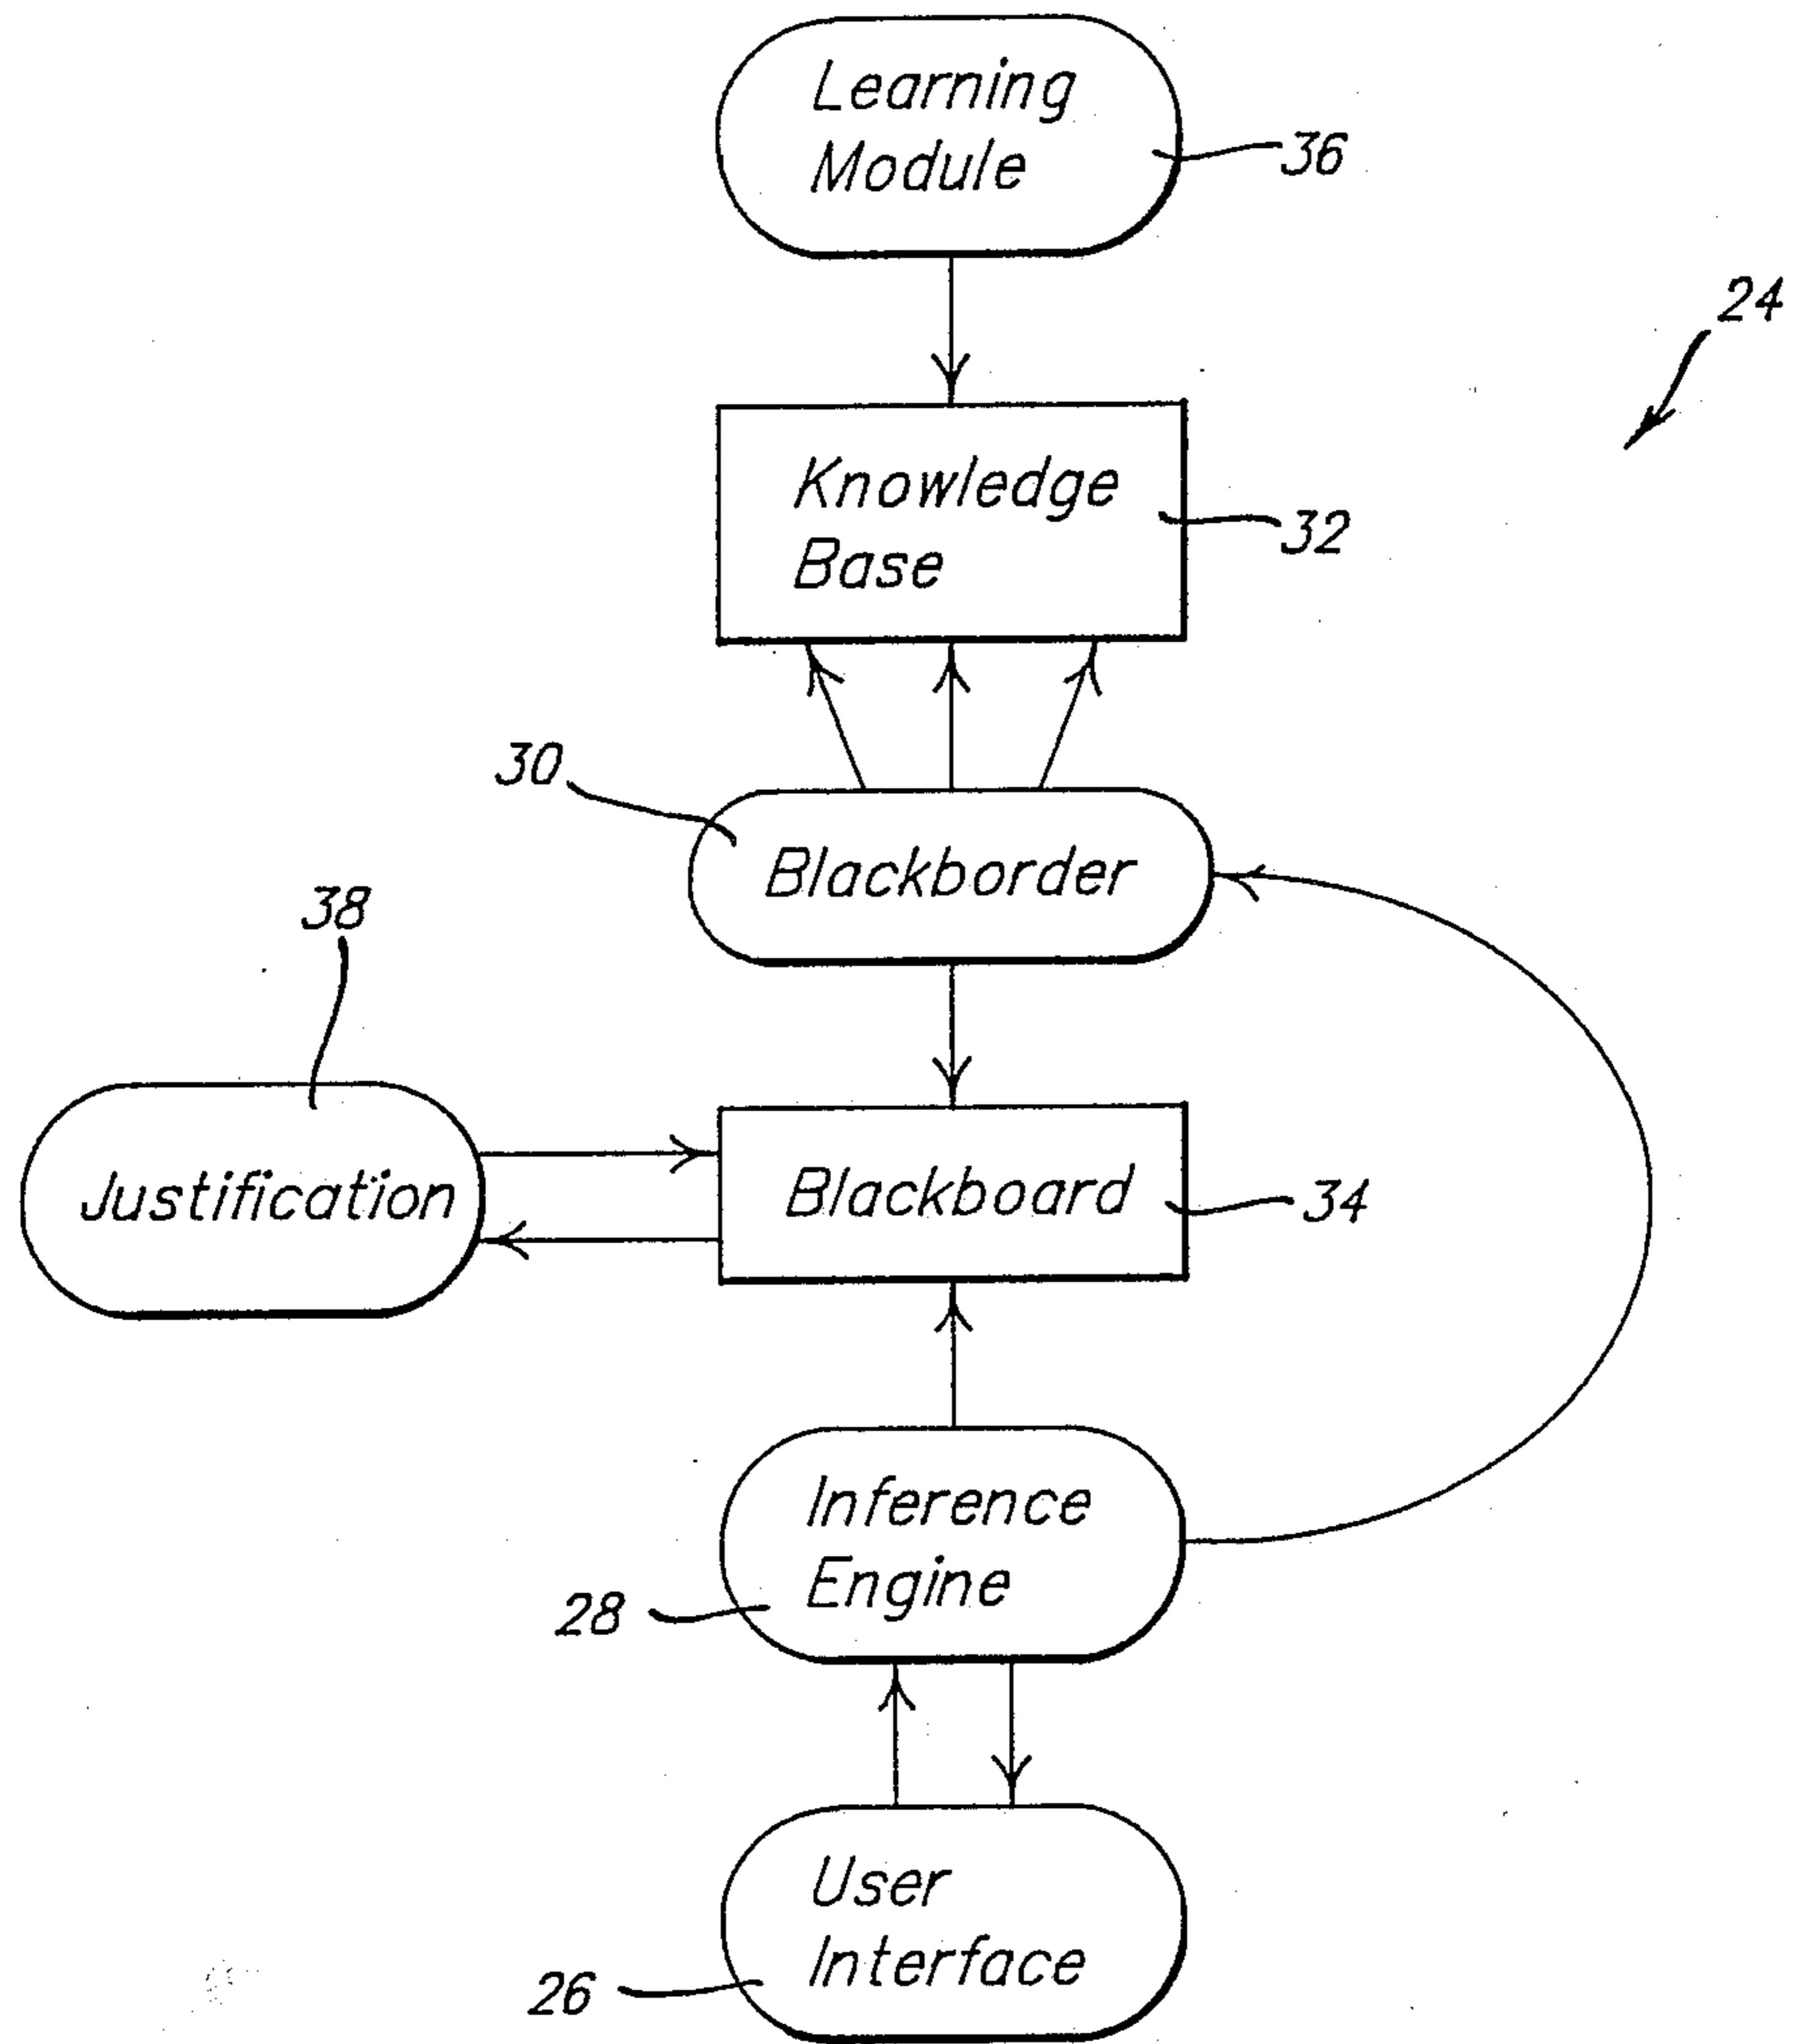 Learning
Module
36
24
Knowledge
Base
32
30
Blackborder
38
Justification
Blackboard
34
Inference
Engine
28
User
Interface
26